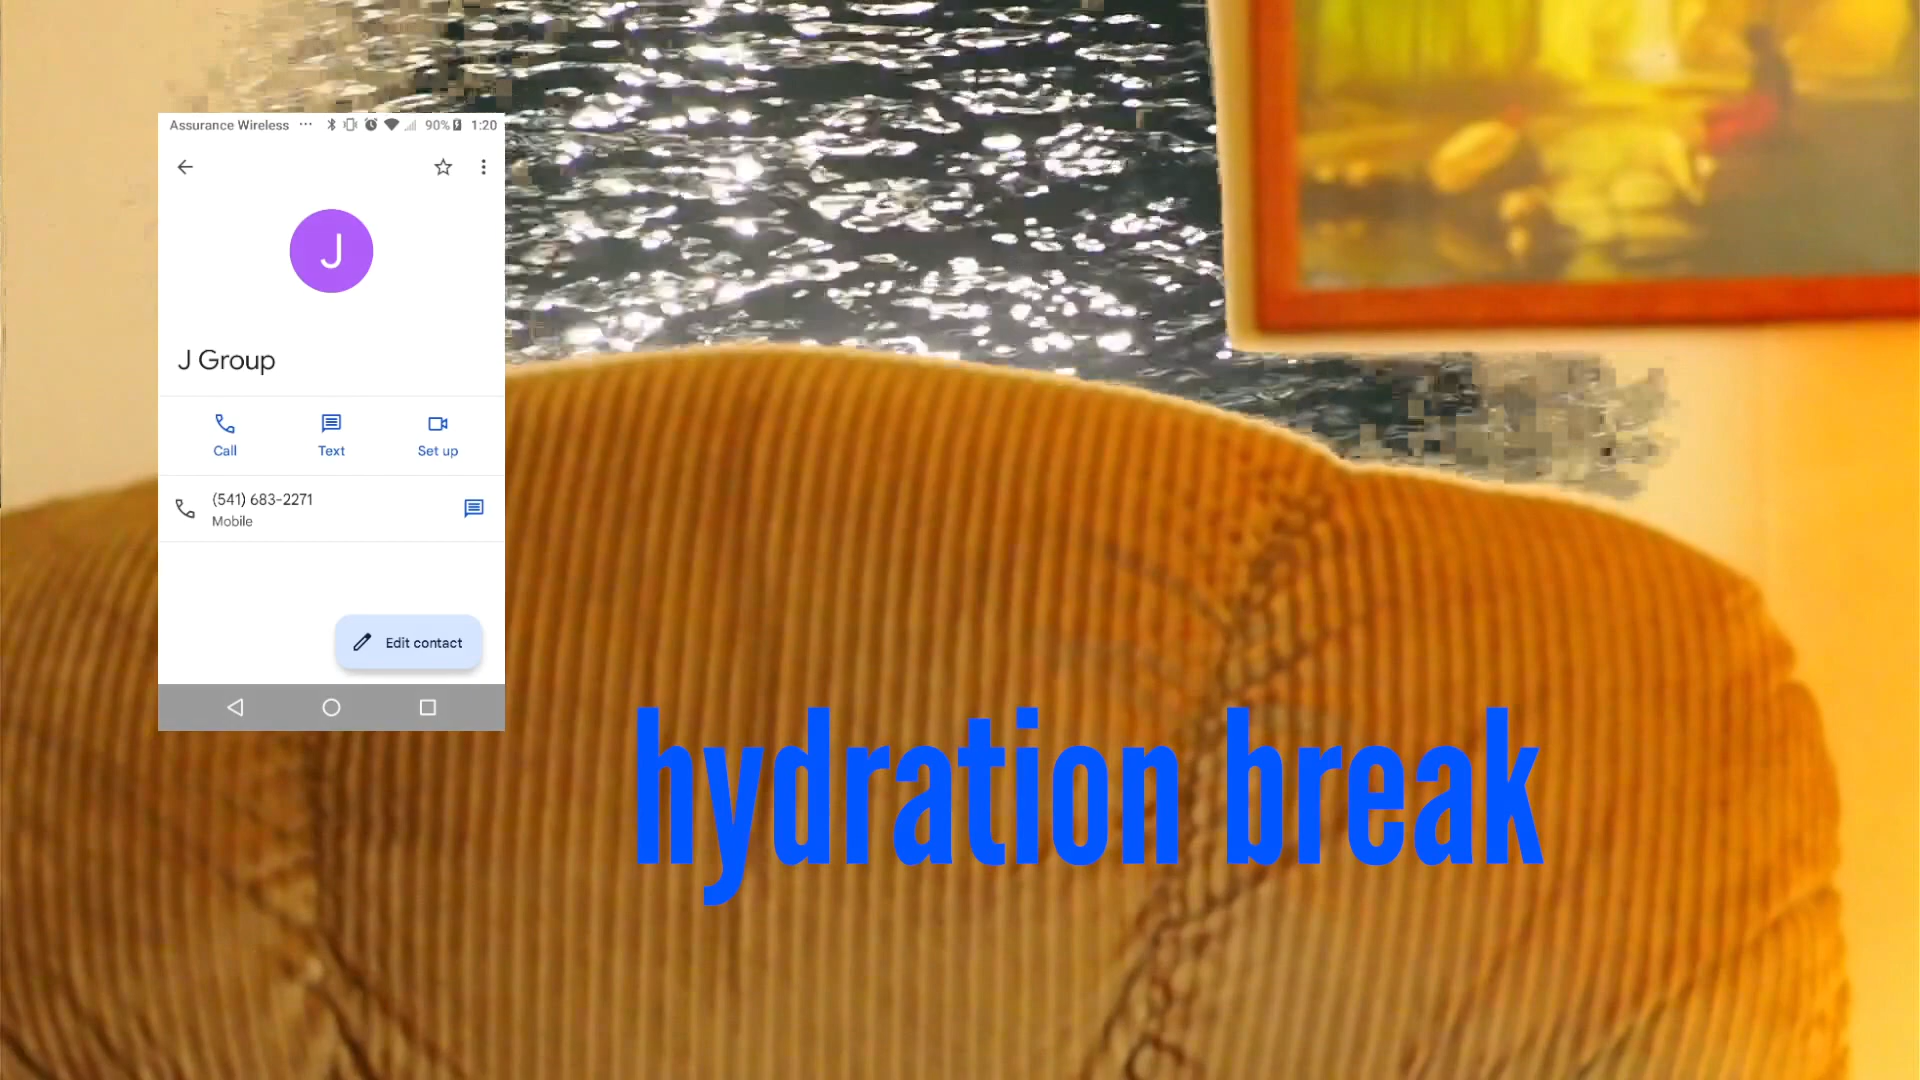 Assurance Wireless ··· 90% 1:20
J
J Group
Call Text Set up
(541) 683-2271
Mobile
Edit contact
hydration break